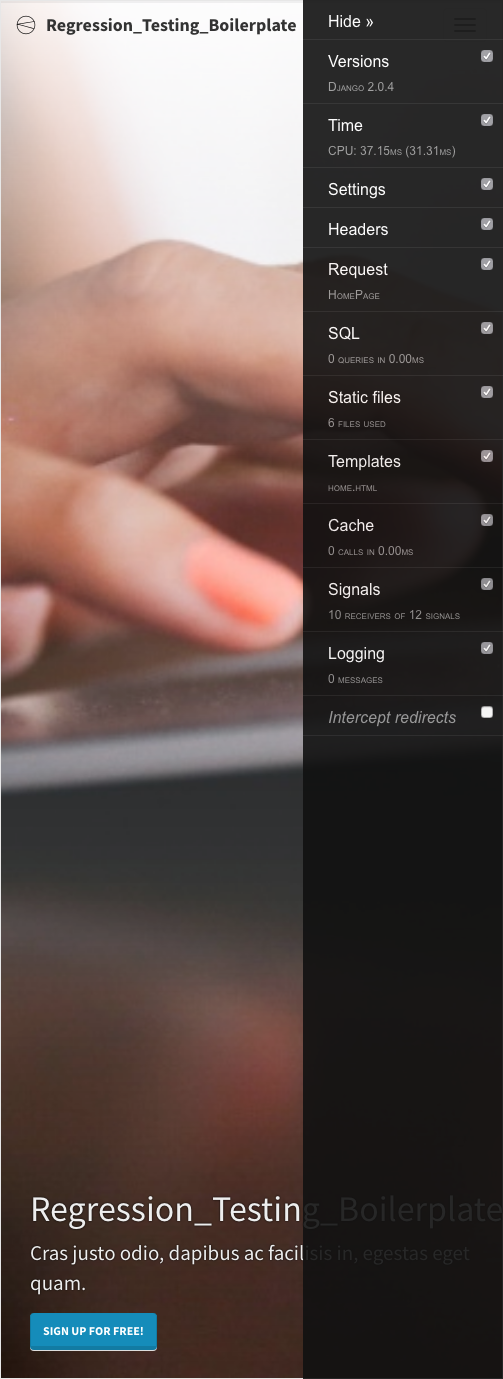 Regression_Testing_Boilerplate
Hide »
Versions
Django 2.0.4
Time
CPU: 37.15ms (31.31ms)
Settings
Headers
Request
HomePage
SQL
0 queries in 0.00ms
Static files
6 files used
Templates
home.html
Cache
0 calls in 0.00ms
Signals
10 receivers of 12 signals
Logging
0 messages
Intercept redirects
Regression_Testing_Boilerplate
Cras justo odio, dapibus ac facilisis in, egestas eget
quam.
SIGN UP FOR FREE!